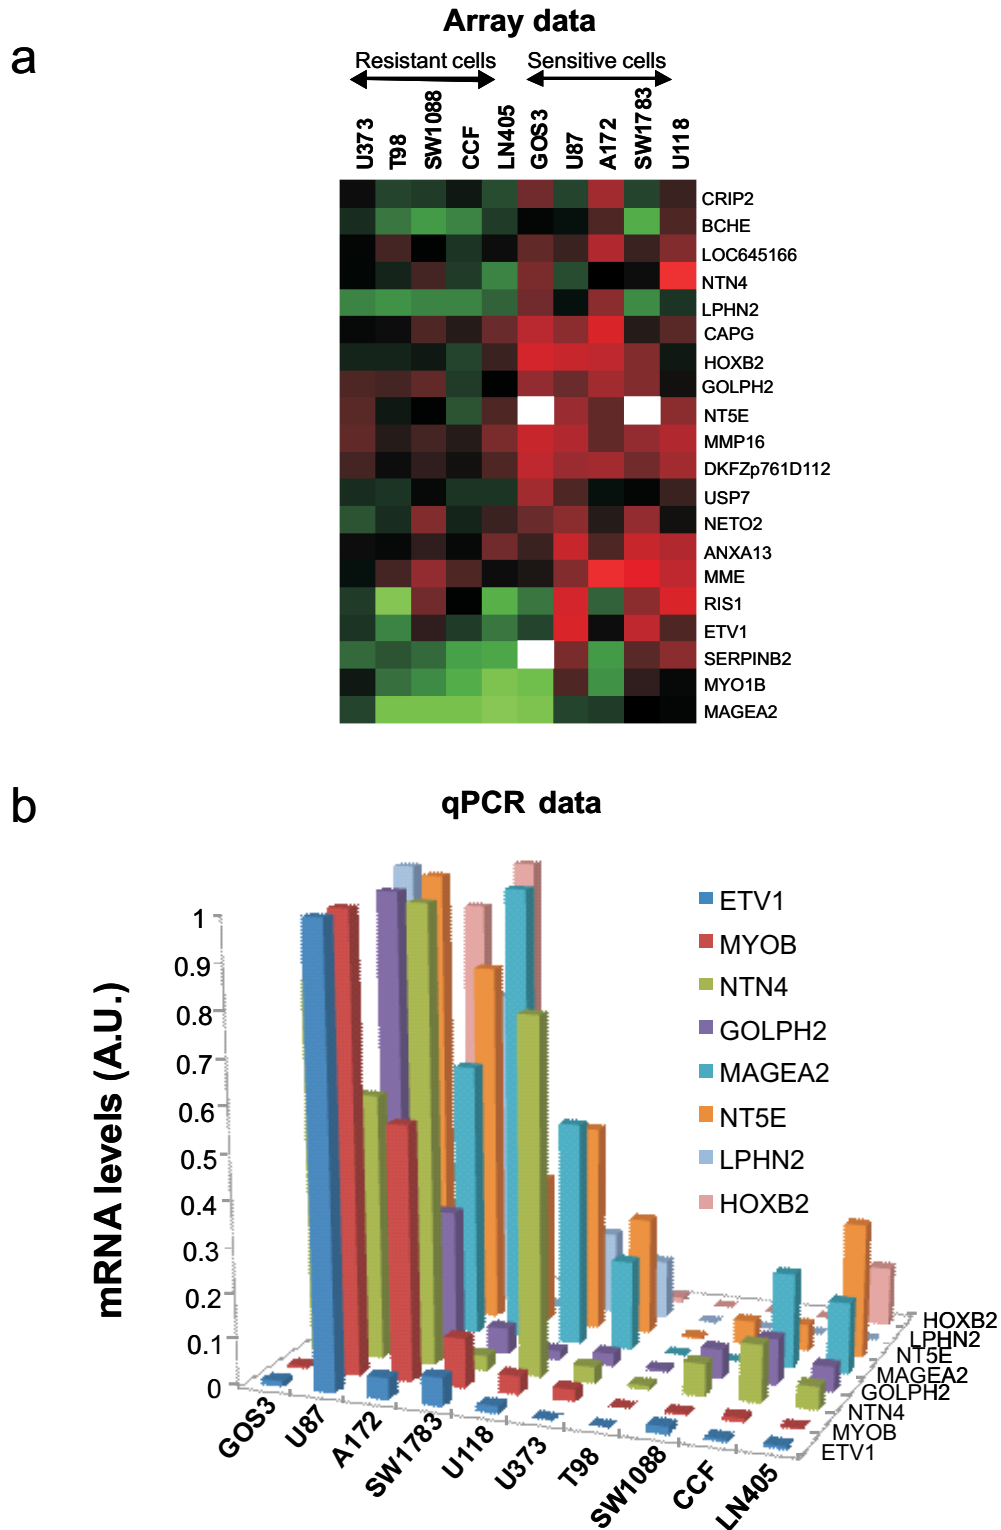 Array data
a
Resistant cells
Sensitive cells
U373
T98
SW1088
CCF
LN405
GOS3
U87
A172
SW1783
U118
CRIP2
BCHE
LOC645166
NTN4
LPHN2
CAPG
HOXB2
GOLPH2
NT5E
MMP16
DKFZp761D112
USP7
NETO2
ANXA13
MME
RIS1
ETV1
SERPINB2
MYO1B
MAGEA2
b
qPCR data
mRNA levels (A.U.)
1
0.9
0.8
0.7
0.6
0.5
0.4
0.3
0.2
0.1
0
ETV1
MYOB
NTN4
GOLPH2
MAGEA2
NT5E
LPHN2
HOXB2
HOXB2
LPHN2
NT5E
MAGEA2
GOLPH2
NTN4
MYOB
ETV1
GOS3
U87
A172
SW1783
U118
U373
T98
SW1088
CCF
LN405